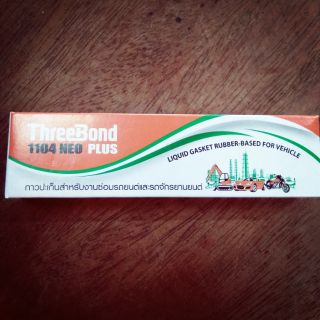 ThreeBond
1104 NEO PLUS
LIQUID GASKET RUBBER-BASED FOR VEHICLE
กาวปะเก็นสำหรับงานซ่อมรถยนต์และรถจักรยานยนต์